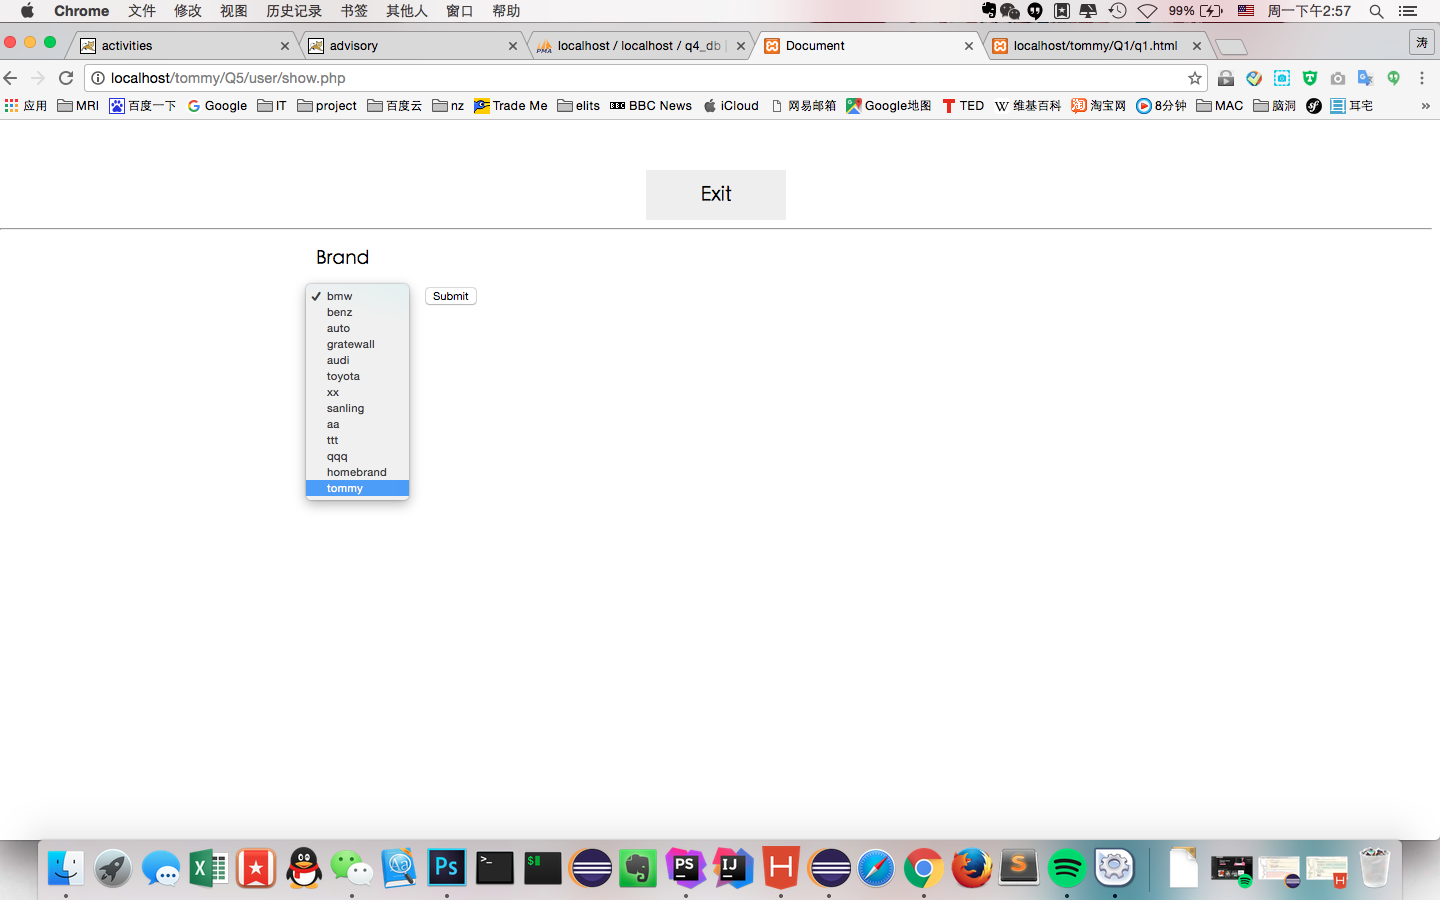 Chrome 文件 修改 视图 历史记录 书签 其他人 窗口 帮助 99% 周一下午2:57
activities advisory localhost / localhost / q4_db Document localhost/tommy/Q1/q1.html 涛
localhost/tommy/Q5/user/show.php
应用 MRI 百度一下 Google IT project 百度云 nz Trade Me elits BBC News iCloud 网易邮箱 Google地图 TED 维基百科 淘宝网 8分钟 MAC 脑洞 耳宅 »
Exit
Brand
✓ bmw Submit
benz
auto
gratewall
audi
toyota
xx
sanling
aa
ttt
qqq
homebrand
tommy